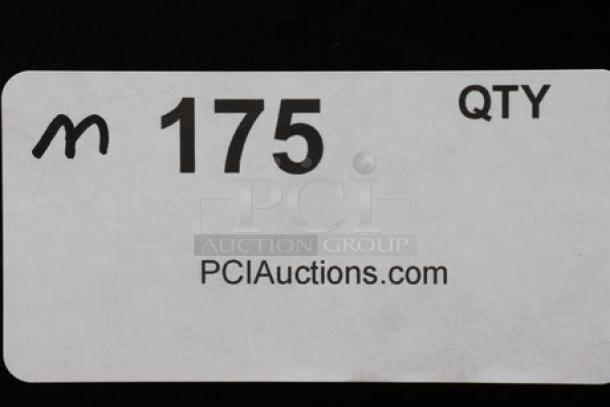 m 175 QTY
PCI
AUCTION GROUP
PCIAuctions.com